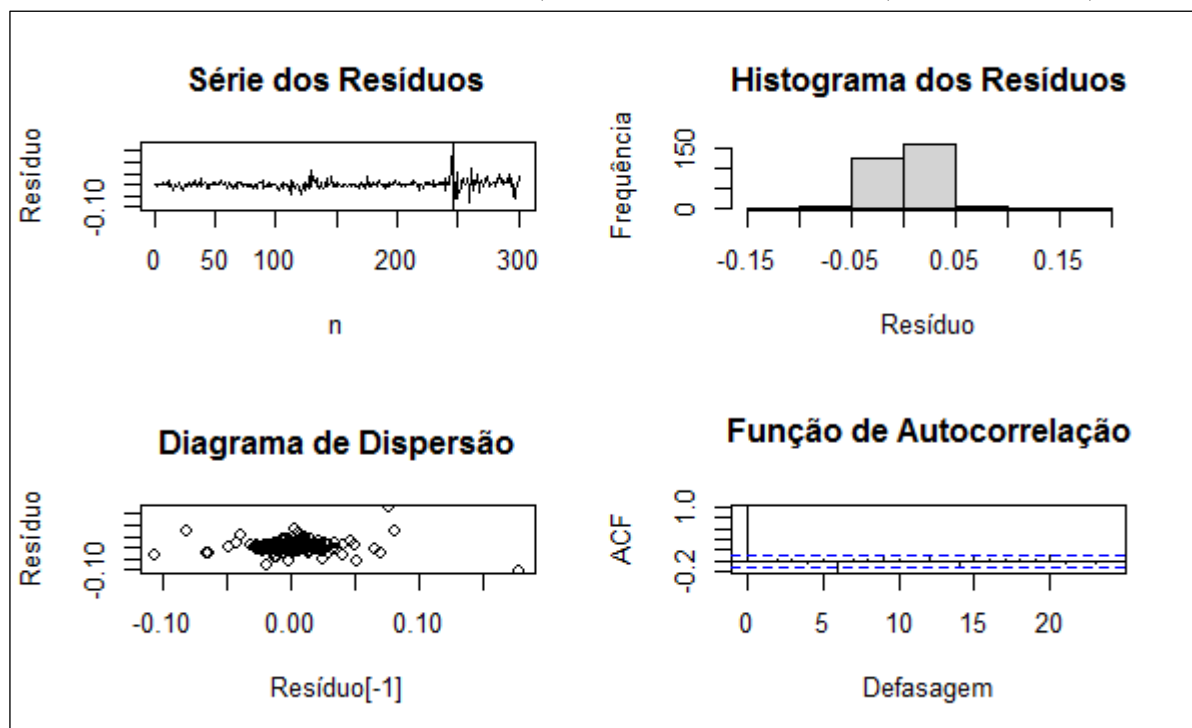 Série dos Resíduos
Resíduo
-0.10
0 50 100 200 300
n
Histograma dos Resíduos
Frequência
0 150
-0.15 -0.05 0.05 0.15
Resíduo
Diagrama de Dispersão
Resíduo
-0.10
-0.10 0.00 0.10
Resíduo[-1]
Função de Autocorrelação
ACF
-0.2 1.0
0 5 10 15 20
Defasagem